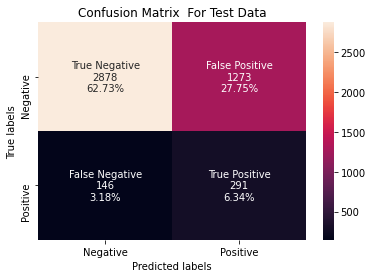 Confusion Matrix  For Test Data
True labels
Negative
Positive
True Negative
2878
62.73%
False Positive
1273
27.75%
False Negative
146
3.18%
True Positive
291
6.34%
Negative
Positive
Predicted labels
2500
2000
1500
1000
500